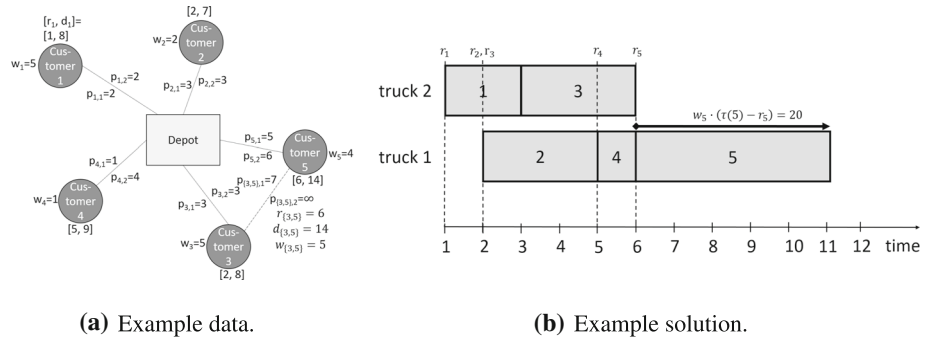 [r₁, d₁]=
[1, 8]
w₁=5
Cus-
tomer
1
p₁,₂=2
p₁,₁=2
[2, 7]
w₂=2
Cus-
tomer
2
p₂,₁=3
p₂,₂=3
Depot
p₅,₁=5
p₅,₂=6
Cus-
tomer
5
w₅=4
[6, 14]
p₄,₁=1
p₄,₂=4
w₄=1
Cus-
tomer
4
[5, 9]
p₃,₂=3
p₃,₁=3
p{3,5},₁=7
p{3,5},₂=∞
r{3,5} = 6
d{3,5} = 14
w{3,5} = 5
w₃=5
Cus-
tomer
3
[2, 8]
(a) Example data.
r₁ r₂, r₃ r₄ r₅
truck 2 1 3
w₅ · (τ(5) − r₅) = 20
truck 1 2 4 5
1 2 3 4 5 6 7 8 9 10 11 12 time
(b) Example solution.